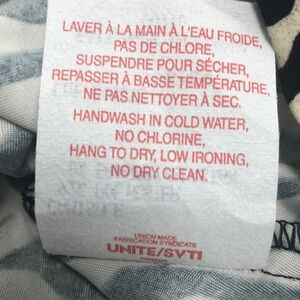 LAVER À LA MAIN À L'EAU FROIDE,
PAS DE CHLORE,
SUSPENDRE POUR SÉCHER,
REPASSER À BASSE TEMPÉRATURE,
NE PAS NETTOYER À SEC.
HANDWASH IN COLD WATER,
NO CHLORINE,
HANG TO DRY, LOW IRONING,
NO DRY CLEAN.
UNION MADE
FABRICATION SYNDICATE
UNITE/SVTI